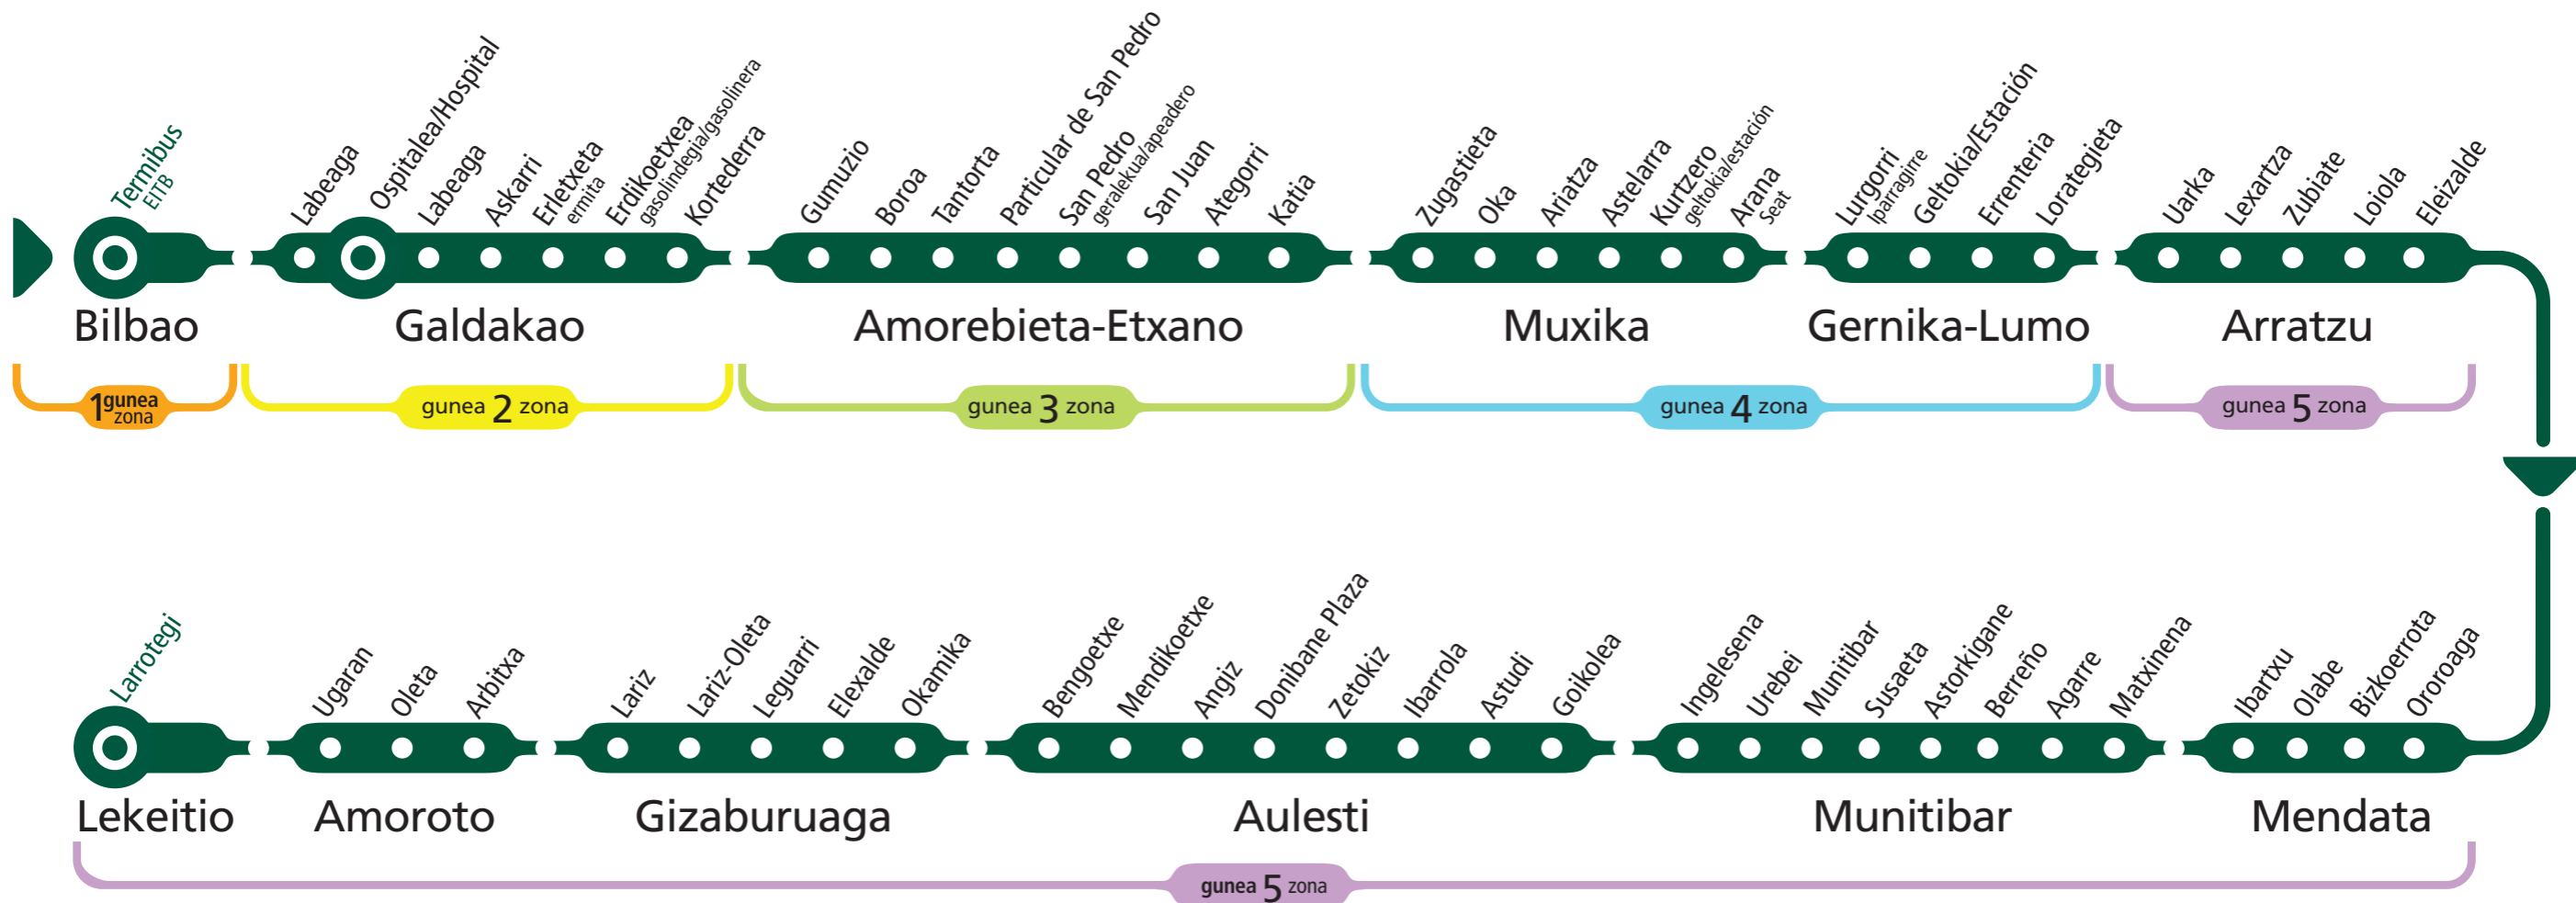 Termibus
EITB
Labeaga
Ospitalea/Hospital
Labeaga
Askarri
Erletxeta
ermita
Erdikoetxea
gasolindegia/gasolinera
Kortederra
Gumuzio
Boroa
Tantorta
Particular de San Pedro
San Pedro
geralekua/apeadero
San Juan
Ategorri
Katia
Zugastieta
Oka
Ariatza
Astelarra
Kurtzero
geltokia/estación
Arana
Seat
Lurgorri
Iparragirre
Geltokia/Estación
Errenteria
Lorategieta
Uarka
Lexartza
Zubiate
Loiola
Eleizalde
Bilbao
Galdakao
Amorebieta-Etxano
Muxika
Gernika-Lumo
Arratzu
1 gunea
zona
gunea 2 zona
gunea 3 zona
gunea 4 zona
gunea 5 zona
Larrotegi
Ugaran
Oleta
Arbitxa
Lariz
Lariz-Oleta
Leguarri
Elexalde
Okamika
Bengoetxe
Mendikoetxe
Angiz
Donibane Plaza
Zetokiz
Ibarrola
Astudi
Goikolea
Inglesena
Urebei
Munitibar
Susaeta
Astorkigane
Berreño
Agarre
Matxinena
Ibartxu
Olabe
Bizkoerrota
Ororoaga
Lekeitio
Amoroto
Gizaburuaga
Aulesti
Munitibar
Mendata
gunea 5 zona